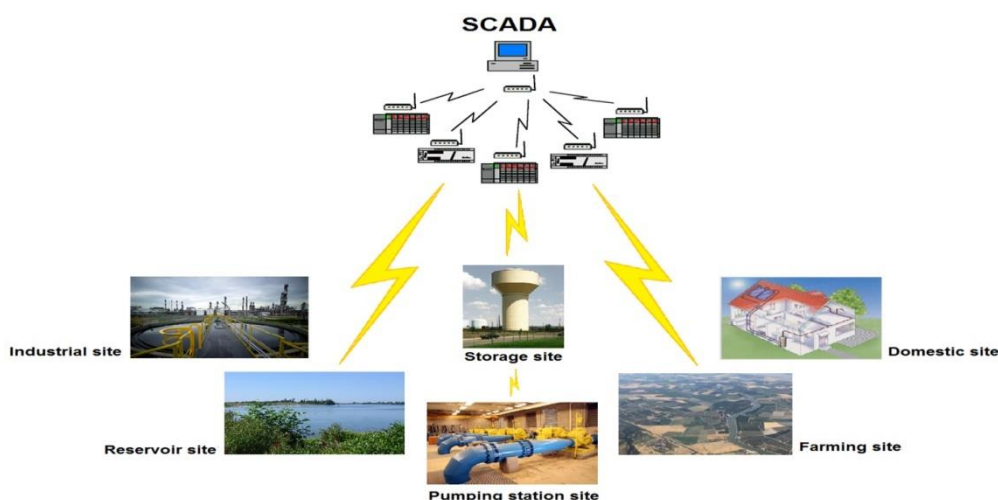 SCADA
Storage site
Industrial site
Domestic site
Reservoir site
Farming site
Pumping station site